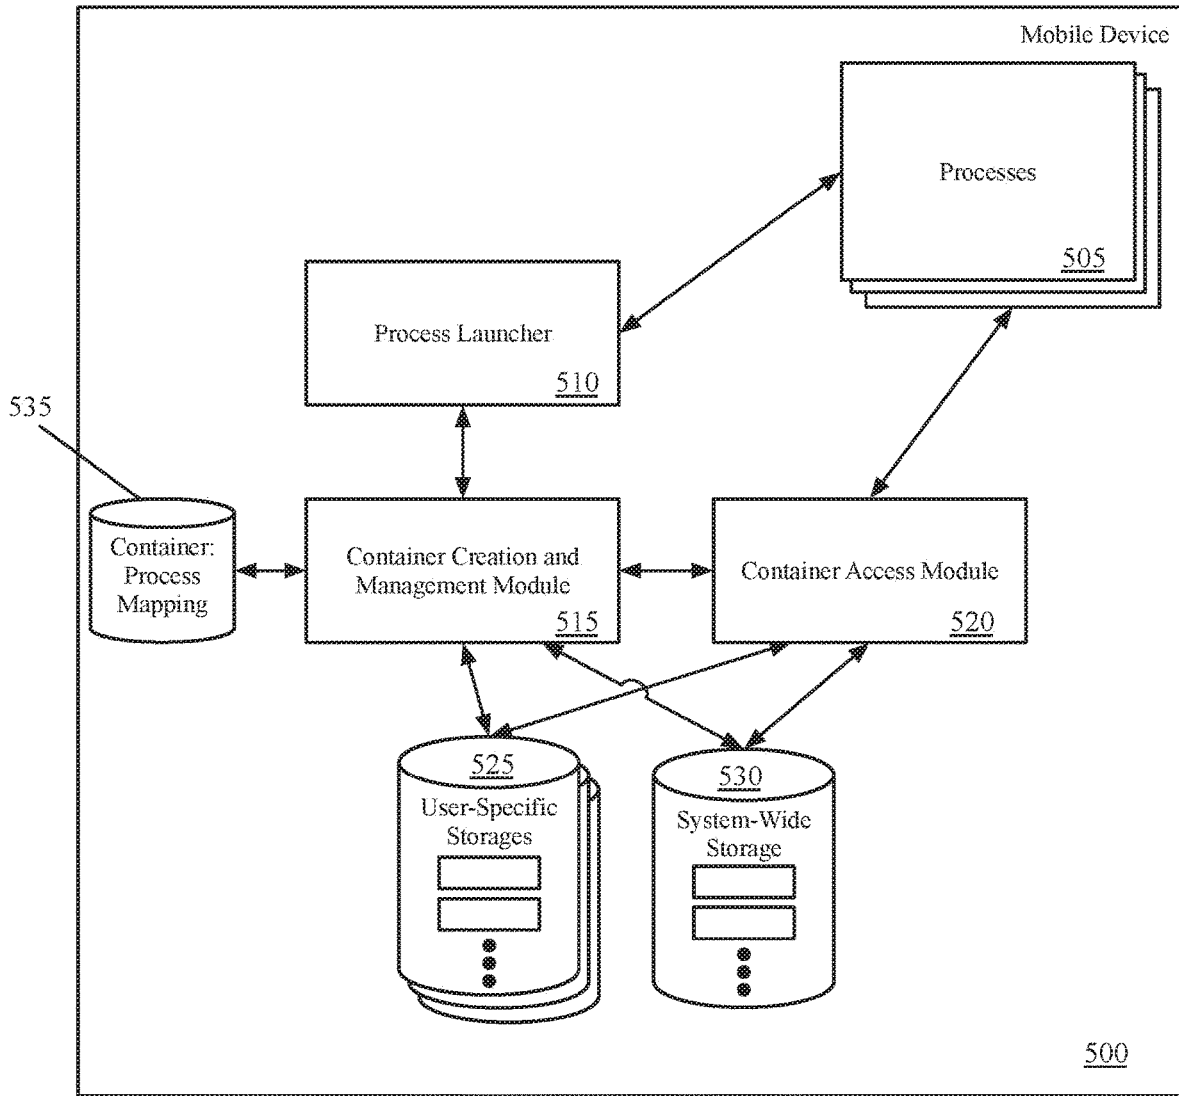 Mobile Device
Processes
505
Process Launcher
510
535
Container:
Process
Mapping
Container Creation and
Management Module
515
Container Access Module
520
525
User-Specific
Storages
530
System-Wide
Storage
500